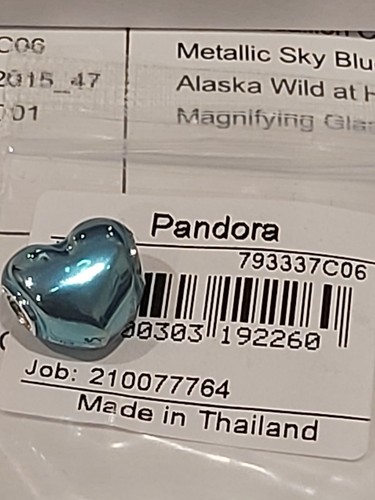 C06 Metallic Sky Blu
2015_47 Alaska Wild at H
01 Magnifying Glas
Pandora
793337C06
00303 192260
Job: 210077764
Made in Thailand